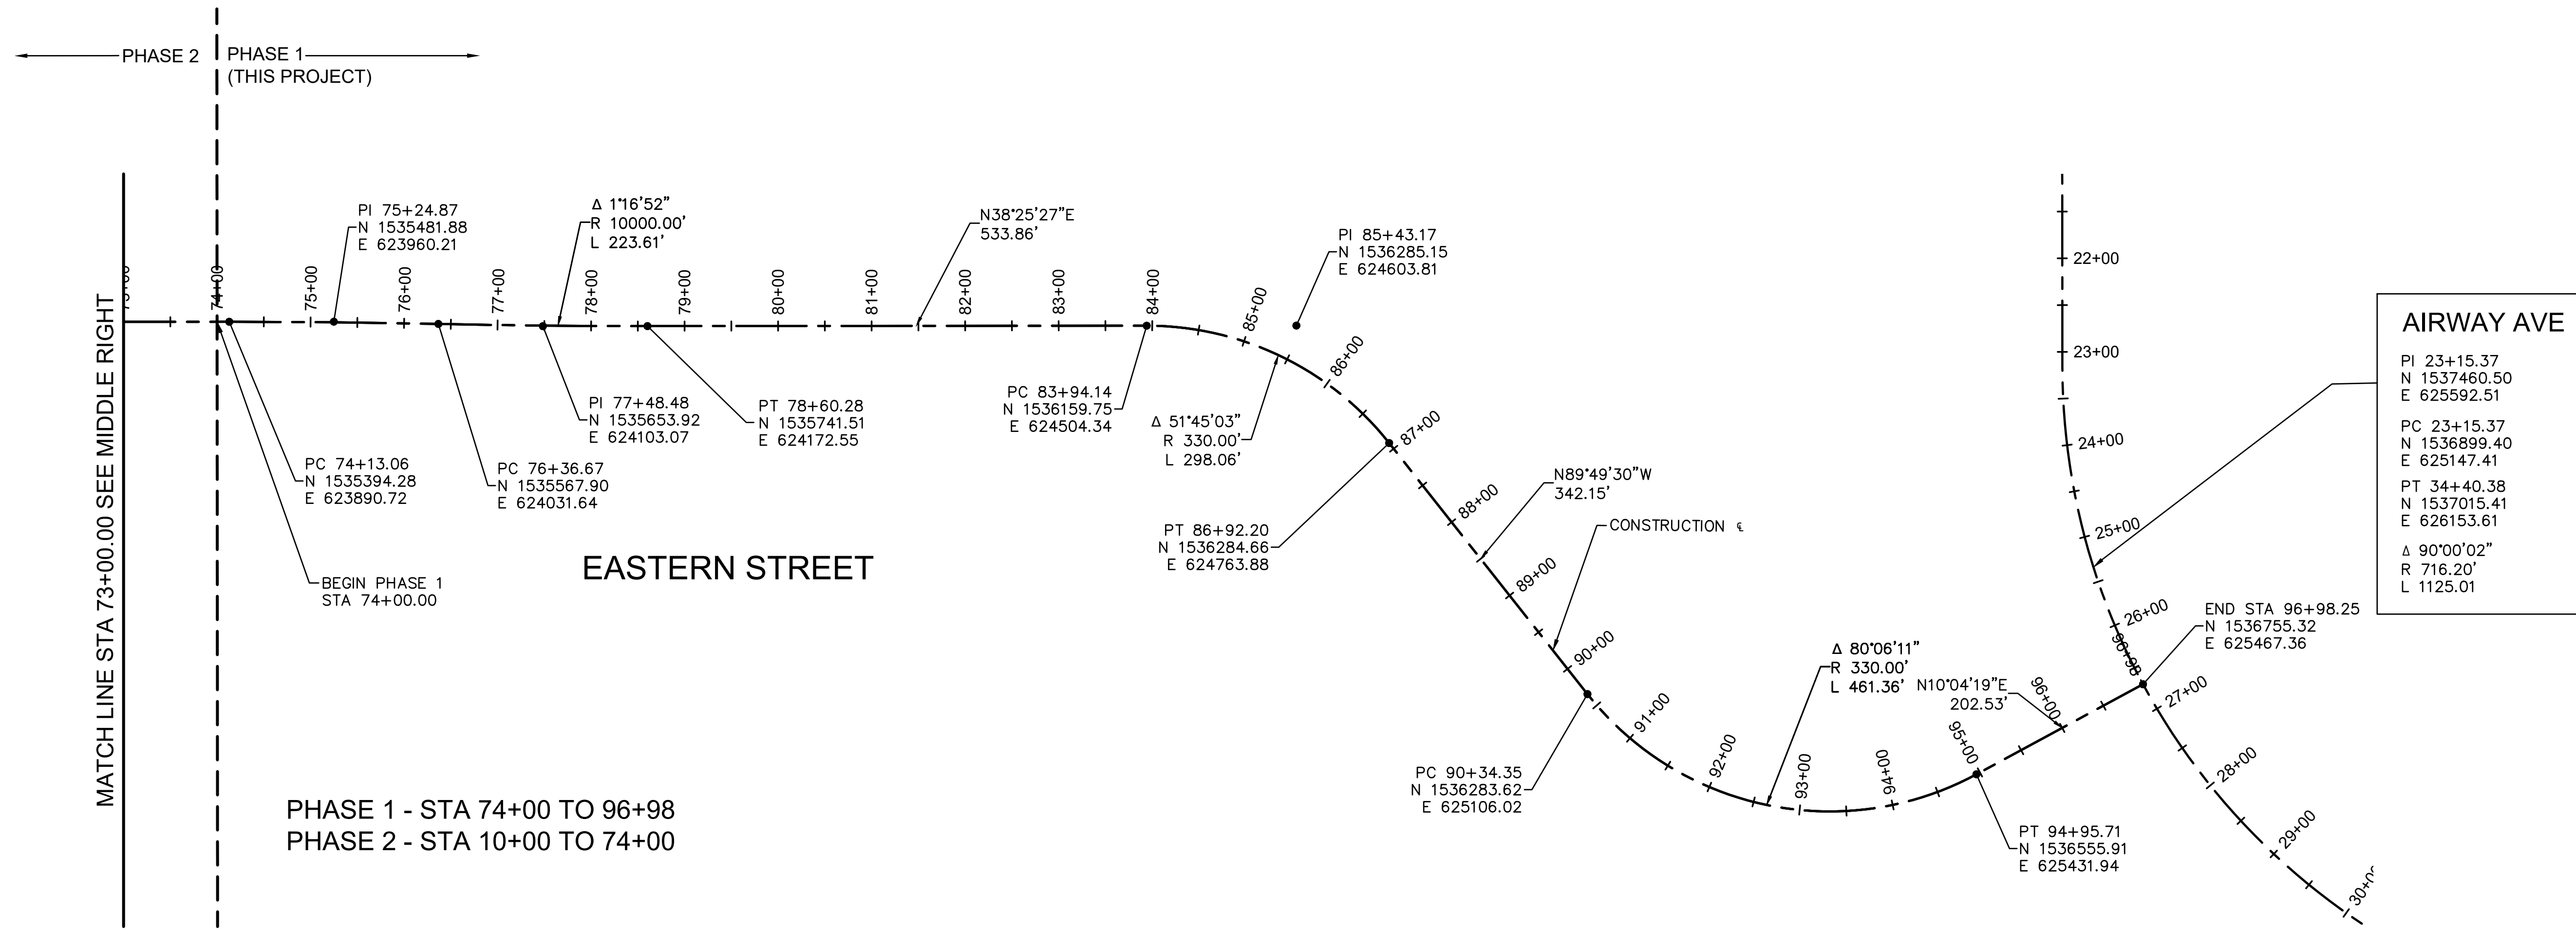 PHASE 2
PHASE 1
(THIS PROJECT)
MATCH LINE STA 73+00.00 SEE MIDDLE RIGHT
74+00
75+00
76+00
77+00
78+00
79+00
80+00
81+00
82+00
83+00
84+00
85+00
86+00
87+00
88+00
89+00
90+00
91+00
92+00
93+00
94+00
95+00
96+00
96+98
PI 75+24.87
N 1535481.88
E 623960.21
Δ 1°16'52"
R 10000.00'
L 223.61'
N38°25'27"E
533.86'
PI 85+43.17
N 1536285.15
E 624603.81
PC 74+13.06
N 1535394.28
E 623890.72
PC 76+36.67
N 1535567.90
E 624031.64
PI 77+48.48
N 1535653.92
E 624103.07
PT 78+60.28
N 1535741.51
E 624172.55
PC 83+94.14
N 1536159.75
E 624504.34
Δ 51°45'03"
R 330.00'
L 298.06'
PT 86+92.20
N 1536284.66
E 624763.88
N89°49'30"W
342.15'
CONSTRUCTION ℄
BEGIN PHASE 1
STA 74+00.00
EASTERN STREET
PHASE 1 - STA 74+00 TO 96+98
PHASE 2 - STA 10+00 TO 74+00
PC 90+34.35
N 1536283.62
E 625106.02
Δ 80°06'11"
R 330.00'
L 461.36'
N10°04'19"E
202.53'
PT 94+95.71
N 1536555.91
E 625431.94
END STA 96+98.25
N 1536755.32
E 625467.36
22+00
23+00
24+00
25+00
26+00
27+00
28+00
29+00
AIRWAY AVE
PI 23+15.37
N 1537460.50
E 625592.51
PC 23+15.37
N 1536899.40
E 625147.41
PT 34+40.38
N 1537015.41
E 626153.61
Δ 90°00'02"
R 716.20'
L 1125.01